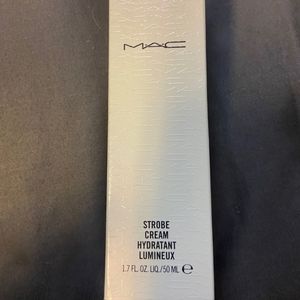 MAC
STROBE
CREAM
HYDRATANT
LUMINEUX
1.7 FL. OZ. LIQ./50 ML e